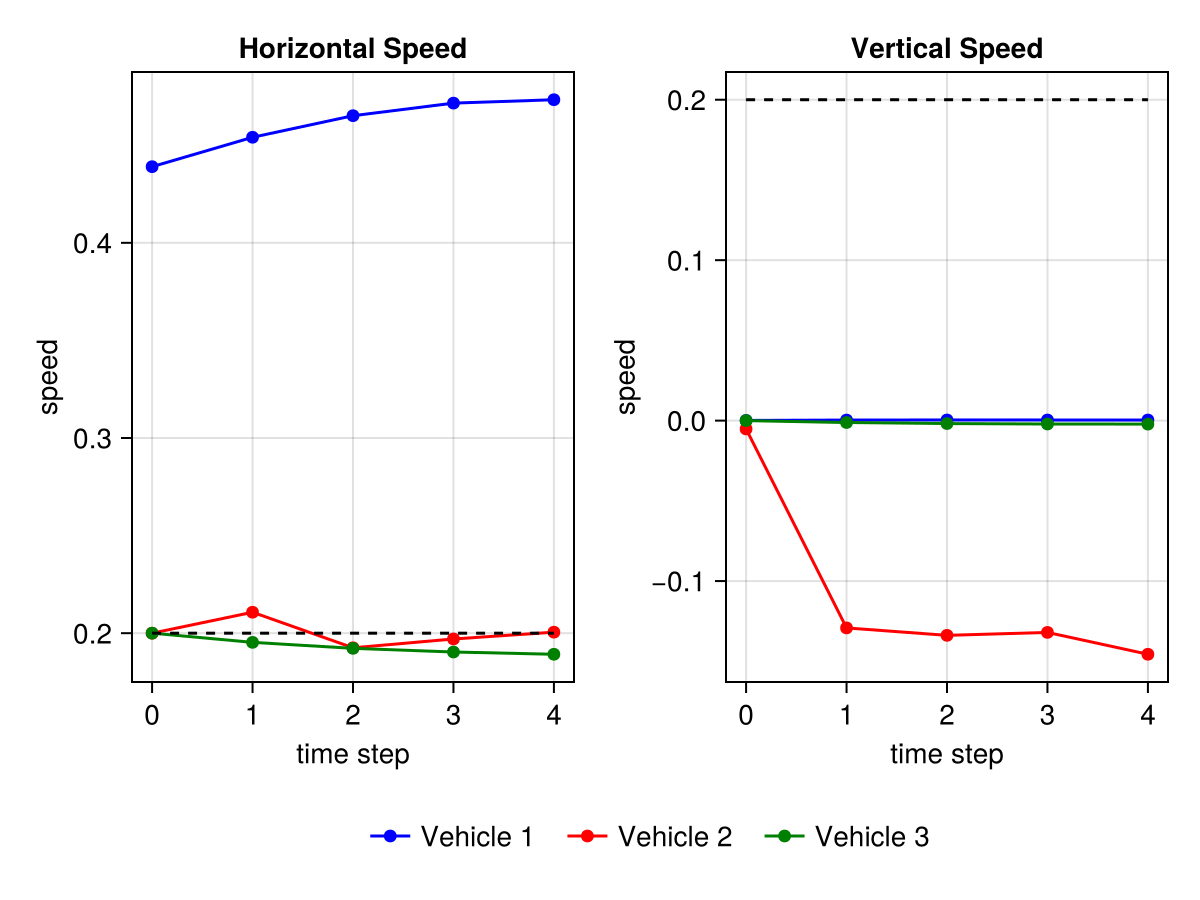 Horizontal Speed
speed
0.4
0.3
0.2
0 1 2 3 4
time step
Vertical Speed
speed
0.2
0.1
0.0
−0.1
0 1 2 3 4
time step
Vehicle 1 Vehicle 2 Vehicle 3